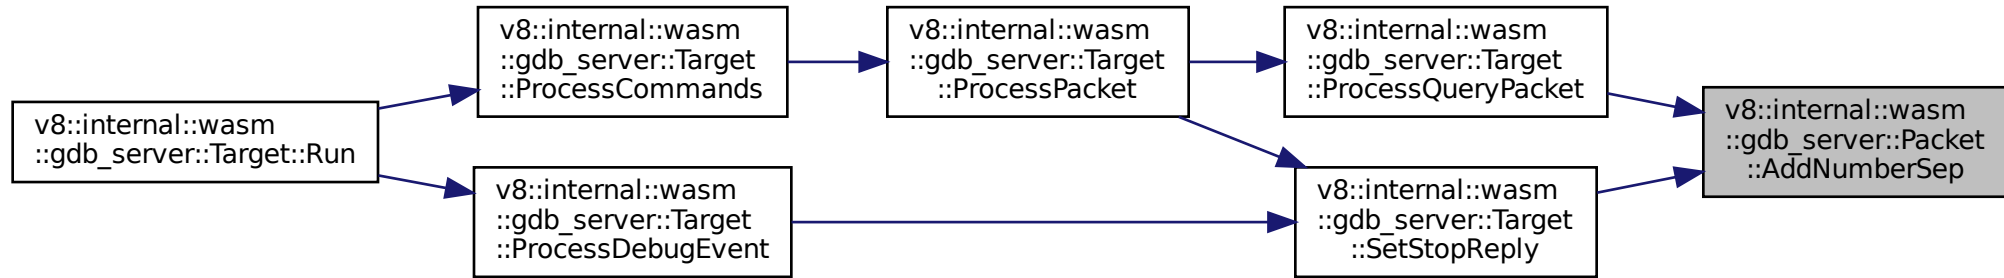 v8::internal::wasm
::gdb_server::Target::Run
v8::internal::wasm
::gdb_server::Target
::ProcessCommands
v8::internal::wasm
::gdb_server::Target
::ProcessDebugEvent
v8::internal::wasm
::gdb_server::Target
::ProcessPacket
v8::internal::wasm
::gdb_server::Target
::ProcessQueryPacket
v8::internal::wasm
::gdb_server::Target
::SetStopReply
v8::internal::wasm
::gdb_server::Packet
::AddNumberSep